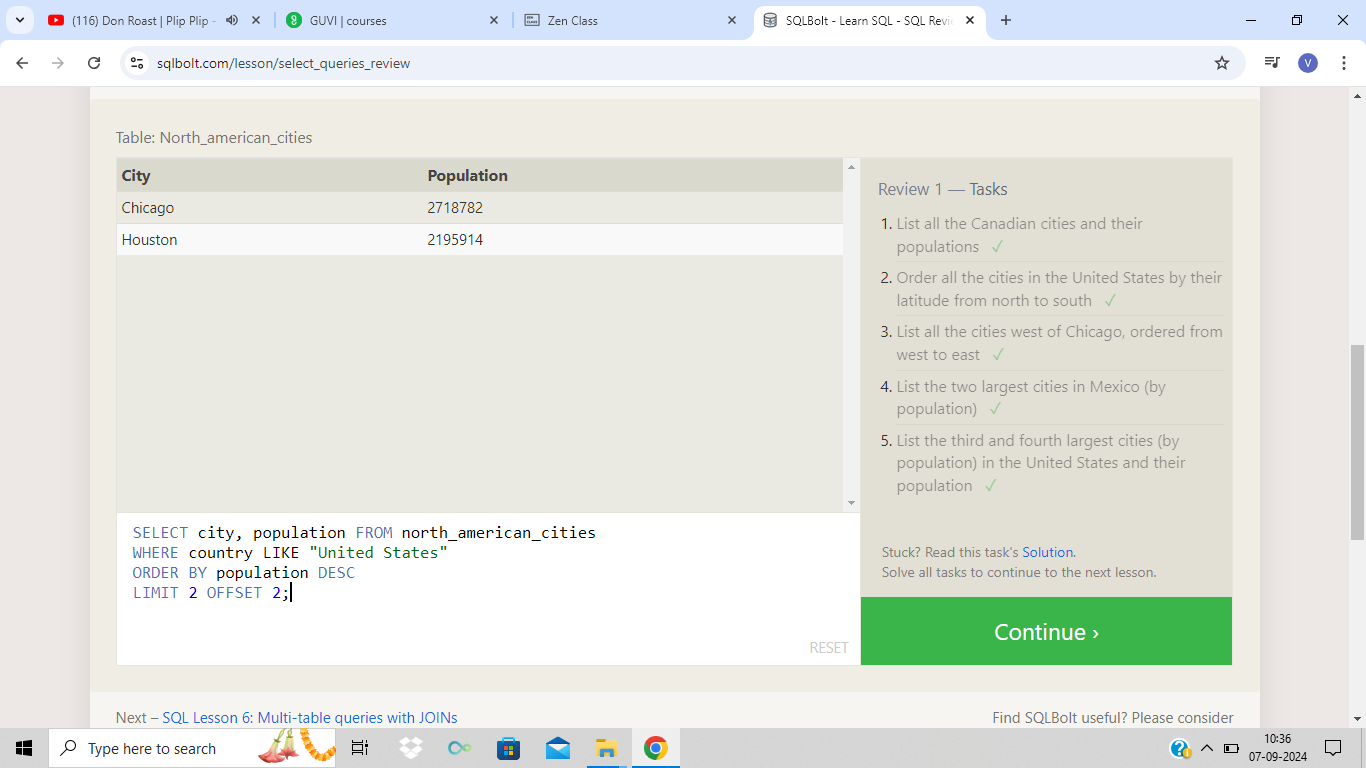 (116) Don Roast | Plip Plip -
GUVI | courses
Zen Class
SQLBolt - Learn SQL - SQL Revie
sqlbolt.com/lesson/select_queries_review
V
Table: North_american_cities
City Population
Chicago 2718782
Houston 2195914
SELECT city, population FROM north_american_cities
WHERE country LIKE "United States"
ORDER BY population DESC
LIMIT 2 OFFSET 2;
RESET
Review 1 — Tasks
1. List all the Canadian cities and their
populations ✓
2. Order all the cities in the United States by their
latitude from north to south ✓
3. List all the cities west of Chicago, ordered from
west to east ✓
4. List the two largest cities in Mexico (by
population) ✓
5. List the third and fourth largest cities (by
population) in the United States and their
population ✓
Stuck? Read this task's Solution.
Solve all tasks to continue to the next lesson.
Continue ›
Next – SQL Lesson 6: Multi-table queries with JOINs
Find SQLBolt useful? Please consider
Type here to search
10:36
07-09-2024